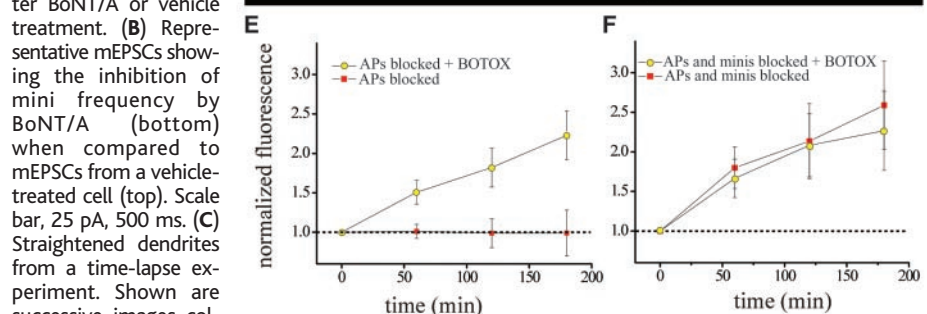 ter BoNT/A or vehicle
treatment. (B) Repre-
sentative mEPSCs show-
ing the inhibition of
mini frequency by
BoNT/A (bottom)
when compared to
mEPSCs from a vehicle-
treated cell (top). Scale
bar, 25 pA, 500 ms. (C)
Straightened dendrites
from a time-lapse ex-
periment. Shown are
successive images col-
E
APs blocked + BOTOX
APs blocked
normalized fluorescence
3.0
2.5
2.0
1.5
1.0
0 50 100 150 200
time (min)
F
APs and minis blocked + BOTOX
APs and minis blocked
3.0
2.5
2.0
1.5
1.0
0 50 100 150 200
time (min)